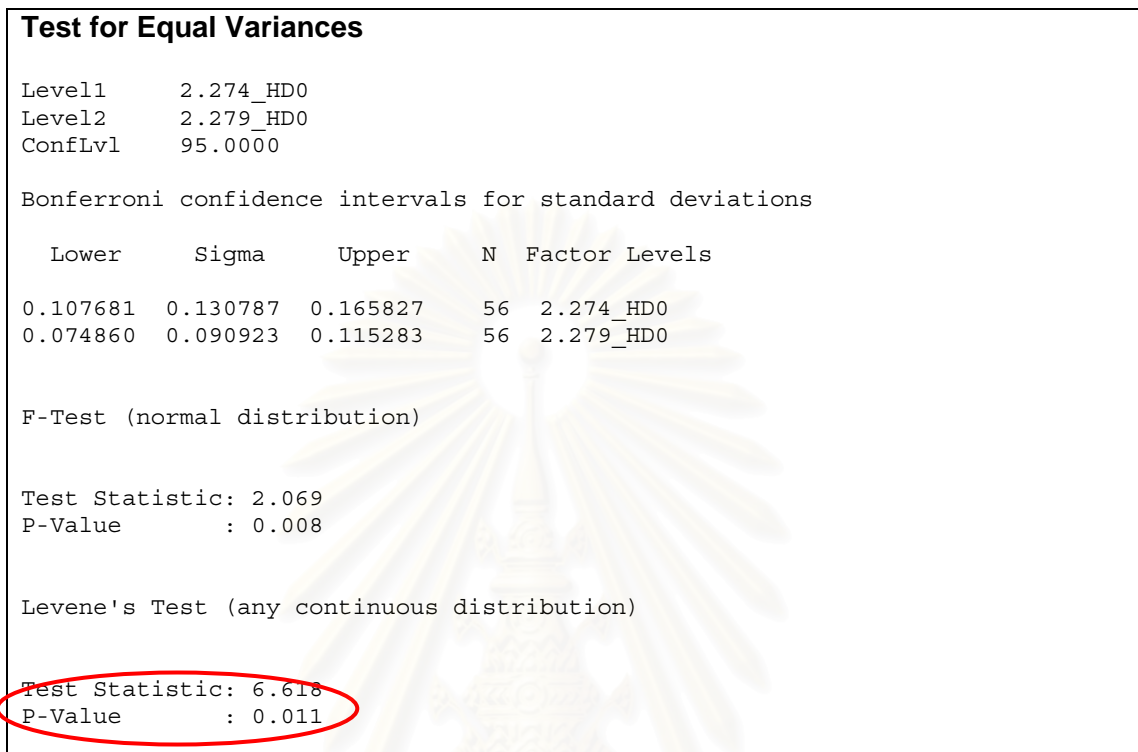 Test for Equal Variances
Level1 2.274_HD0
Level2 2.279_HD0
ConfLvl 95.0000
Bonferroni confidence intervals for standard deviations
Lower Sigma Upper N Factor Levels
0.107681 0.130787 0.165827 56 2.274_HD0
0.074860 0.090923 0.115283 56 2.279_HD0
F-Test (normal distribution)
Test Statistic: 2.069
P-Value : 0.008
Levene's Test (any continuous distribution)
Test Statistic: 6.618
P-Value : 0.011